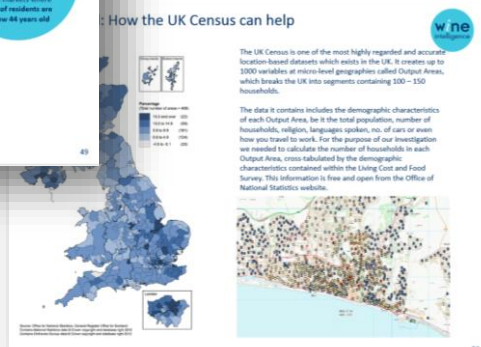 of residents are
49
: How the UK Census can help
wine
intelligence
The UK Census is one of the most highly regarded and accurate
location-based datasets which exists in the UK. It creates up to
1000 variables at micro-level geographies called Output Areas,
which breaks the UK into segments containing 100 – 150
households.
The data it contains includes the demographic characteristics
of each Output Area, be it the total population, number of
households, religion, languages spoken, no. of cars or even
how you travel to work. For the purpose of our investigation
we needed to calculate the number of households in each
Output Area, cross-tabulated by the demographic
characteristics contained within the Living Cost and Food
Survey. This information is free and open from the Office of
National Statistics website.